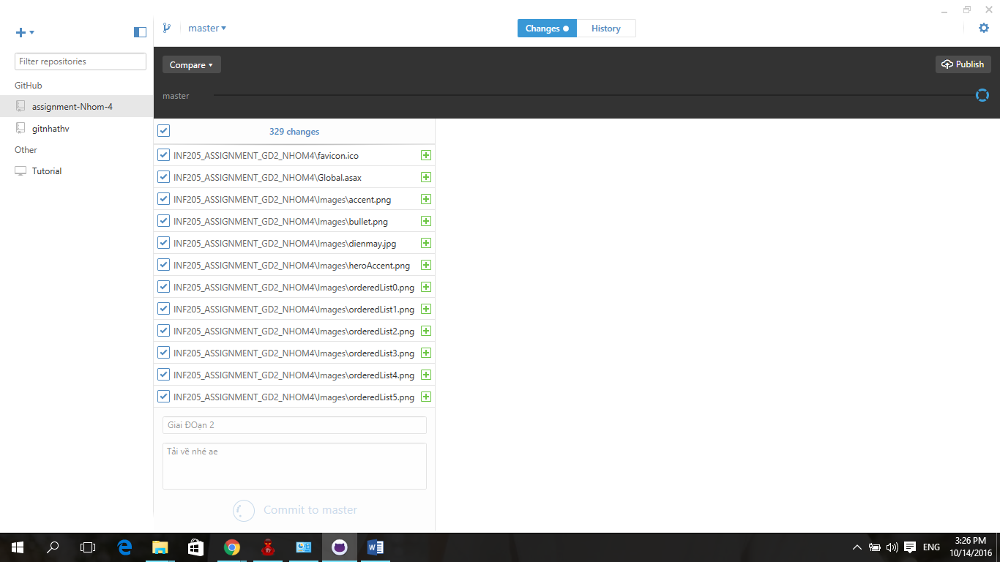 master
Changes
History
Filter repositories
GitHub
assignment-Nhom-4
gitnhathv
Other
Tutorial
Compare
Publish
master
329 changes
INF205_ASSIGNMENT_GD2_NHOM4\favicon.ico
INF205_ASSIGNMENT_GD2_NHOM4\Global.asax
INF205_ASSIGNMENT_GD2_NHOM4\Images\accent.png
INF205_ASSIGNMENT_GD2_NHOM4\Images\bullet.png
INF205_ASSIGNMENT_GD2_NHOM4\Images\dienmay.jpg
INF205_ASSIGNMENT_GD2_NHOM4\Images\heroAccent.png
INF205_ASSIGNMENT_GD2_NHOM4\Images\orderedList0.png
INF205_ASSIGNMENT_GD2_NHOM4\Images\orderedList1.png
INF205_ASSIGNMENT_GD2_NHOM4\Images\orderedList2.png
INF205_ASSIGNMENT_GD2_NHOM4\Images\orderedList3.png
INF205_ASSIGNMENT_GD2_NHOM4\Images\orderedList4.png
INF205_ASSIGNMENT_GD2_NHOM4\Images\orderedList5.png
Giai ĐOạn 2
Tải về nhé ae
Commit to master
ENG
3:26 PM
10/14/2016